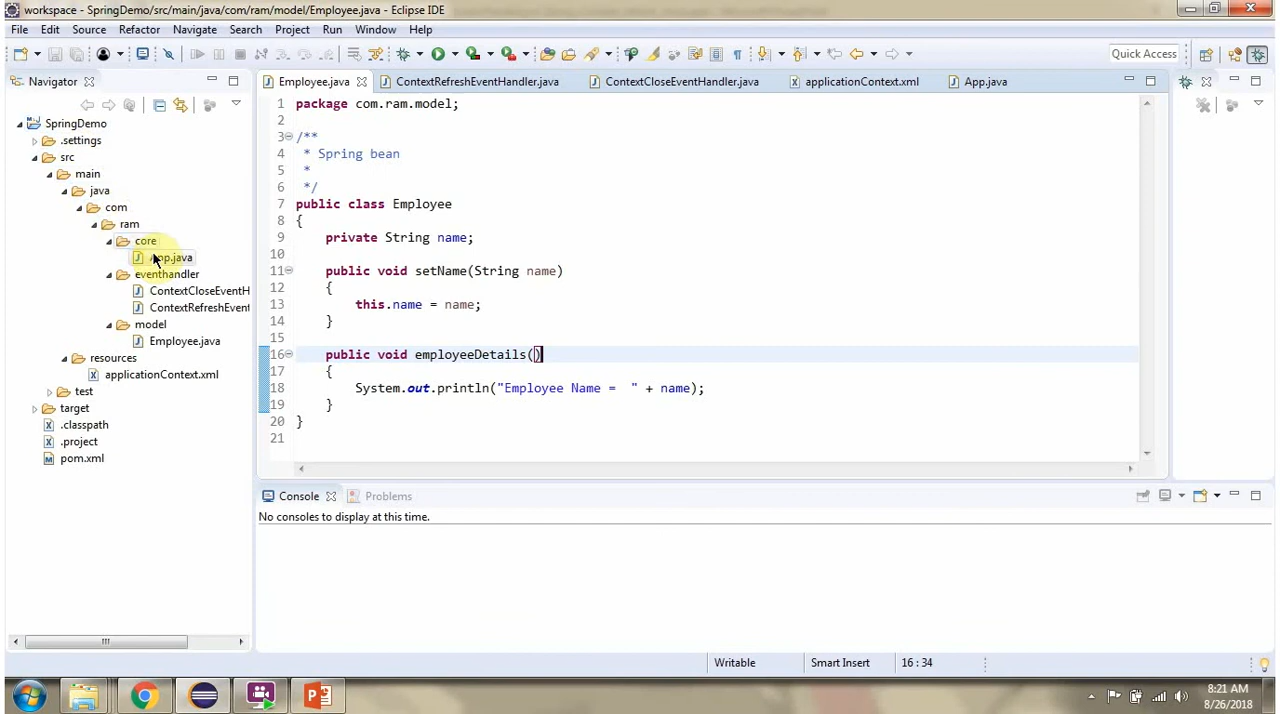 workspace - SpringDemo/src/main/java/com/ram/model/Employee.java - Eclipse IDE
File Edit Source Refactor Navigate Search Project Run Window Help
Quick Access
Navigator
Employee.java ContextRefreshEventHandler.java ContextCloseEventHandler.java applicationContext.xml App.java
SpringDemo
.settings
src
main
java
com
ram
core
App.java
eventhandler
ContextCloseEventH
ContextRefreshEvent
model
Employee.java
resources
applicationContext.xml
test
target
.classpath
.project
pom.xml
1 package com.ram.model;
2
3 /**
4 * Spring bean
5 *
6 */
7 public class Employee
8 {
9 private String name;
10
11 public void setName(String name)
12 {
13 this.name = name;
14 }
15
16 public void employeeDetails()
17 {
18 System.out.println("Employee Name =  " + name);
19 }
20 }
21
Console Problems
No consoles to display at this time.
Writable Smart Insert 16 : 34
8:21 AM
8/26/2018